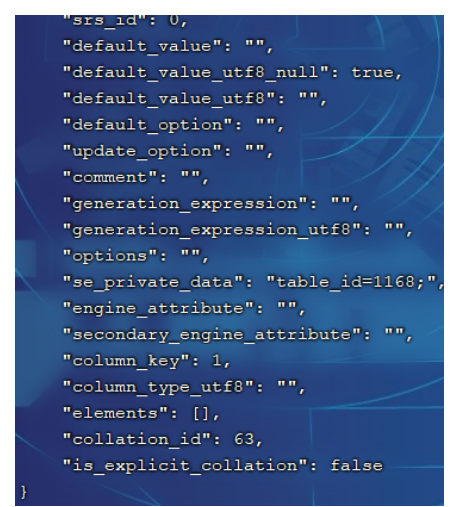 "srs_id": 0,
"default_value": "",
"default_value_utf8_null": true,
"default_value_utf8": "",
"default_option": "",
"update_option": "",
"comment": "",
"generation_expression": "",
"generation_expression_utf8": "",
"options": "",
"se_private_data": "table_id=1168;",
"engine_attribute": "",
"secondary_engine_attribute": "",
"column_key": 1,
"column_type_utf8": "",
"elements": [],
"collation_id": 63,
"is_explicit_collation": false
}